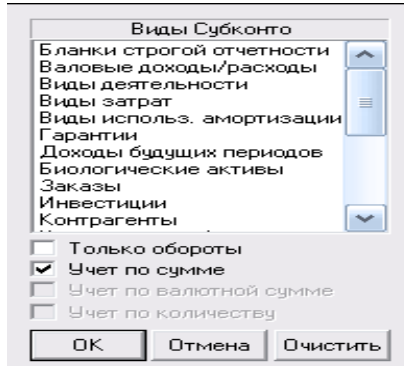 Виды Субконто
Бланки строгой отчетности
Валовые доходы/расходы
Виды деятельности
Виды затрат
Виды использ. амортизации
Гарантии
Доходы будущих периодов
Биологические активы
Заказы
Инвестиции
Контрагенты
Только обороты
Учет по сумме
Учет по валютной сумме
Учет по количеству
OK Отмена Очистить